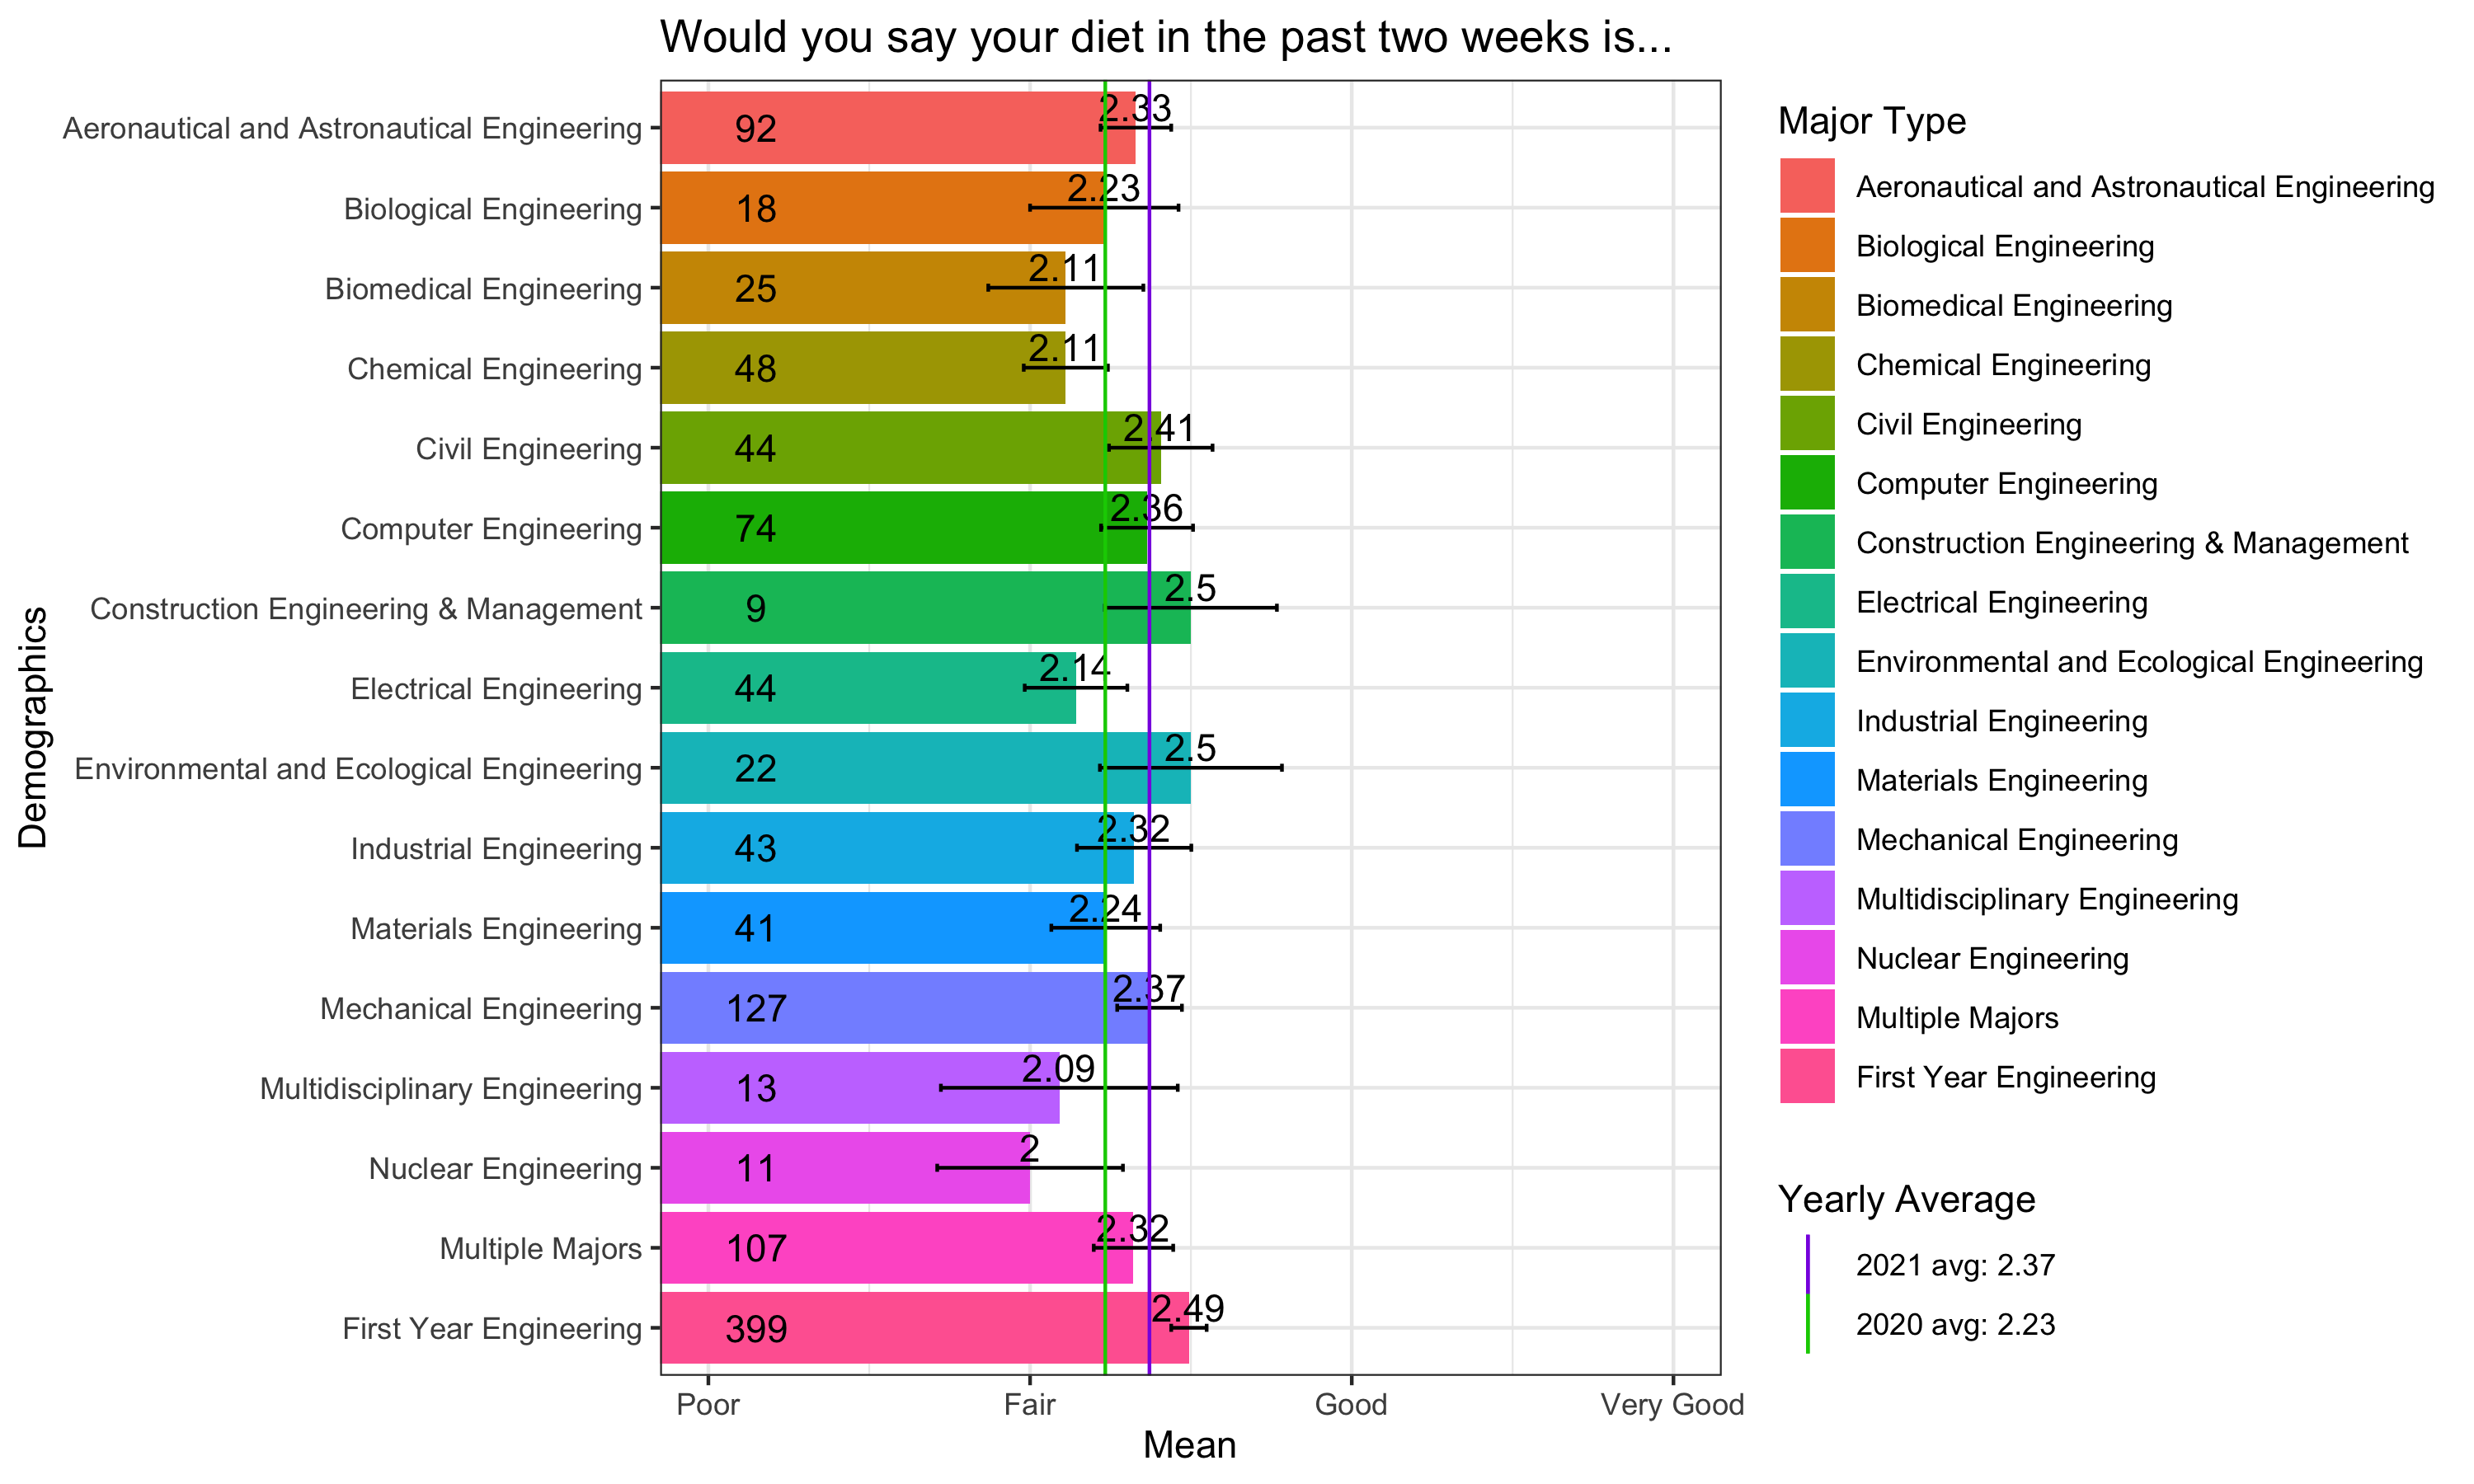 Would you say your diet in the past two weeks is...
Demographics
Aeronautical and Astronautical Engineering 92 2.33
Biological Engineering 18 2.23
Biomedical Engineering 25 2.11
Chemical Engineering 48 2.11
Civil Engineering 44 2.41
Computer Engineering 74 2.36
Construction Engineering & Management 9 2.5
Electrical Engineering 44 2.14
Environmental and Ecological Engineering 22 2.5
Industrial Engineering 43 2.32
Materials Engineering 41 2.24
Mechanical Engineering 127 2.37
Multidisciplinary Engineering 13 2.09
Nuclear Engineering 11 2
Multiple Majors 107 2.32
First Year Engineering 399 2.49
Poor Fair Good Very Good
Mean
Major Type
Aeronautical and Astronautical Engineering
Biological Engineering
Biomedical Engineering
Chemical Engineering
Civil Engineering
Computer Engineering
Construction Engineering & Management
Electrical Engineering
Environmental and Ecological Engineering
Industrial Engineering
Materials Engineering
Mechanical Engineering
Multidisciplinary Engineering
Nuclear Engineering
Multiple Majors
First Year Engineering
Yearly Average
2021 avg: 2.37
2020 avg: 2.23